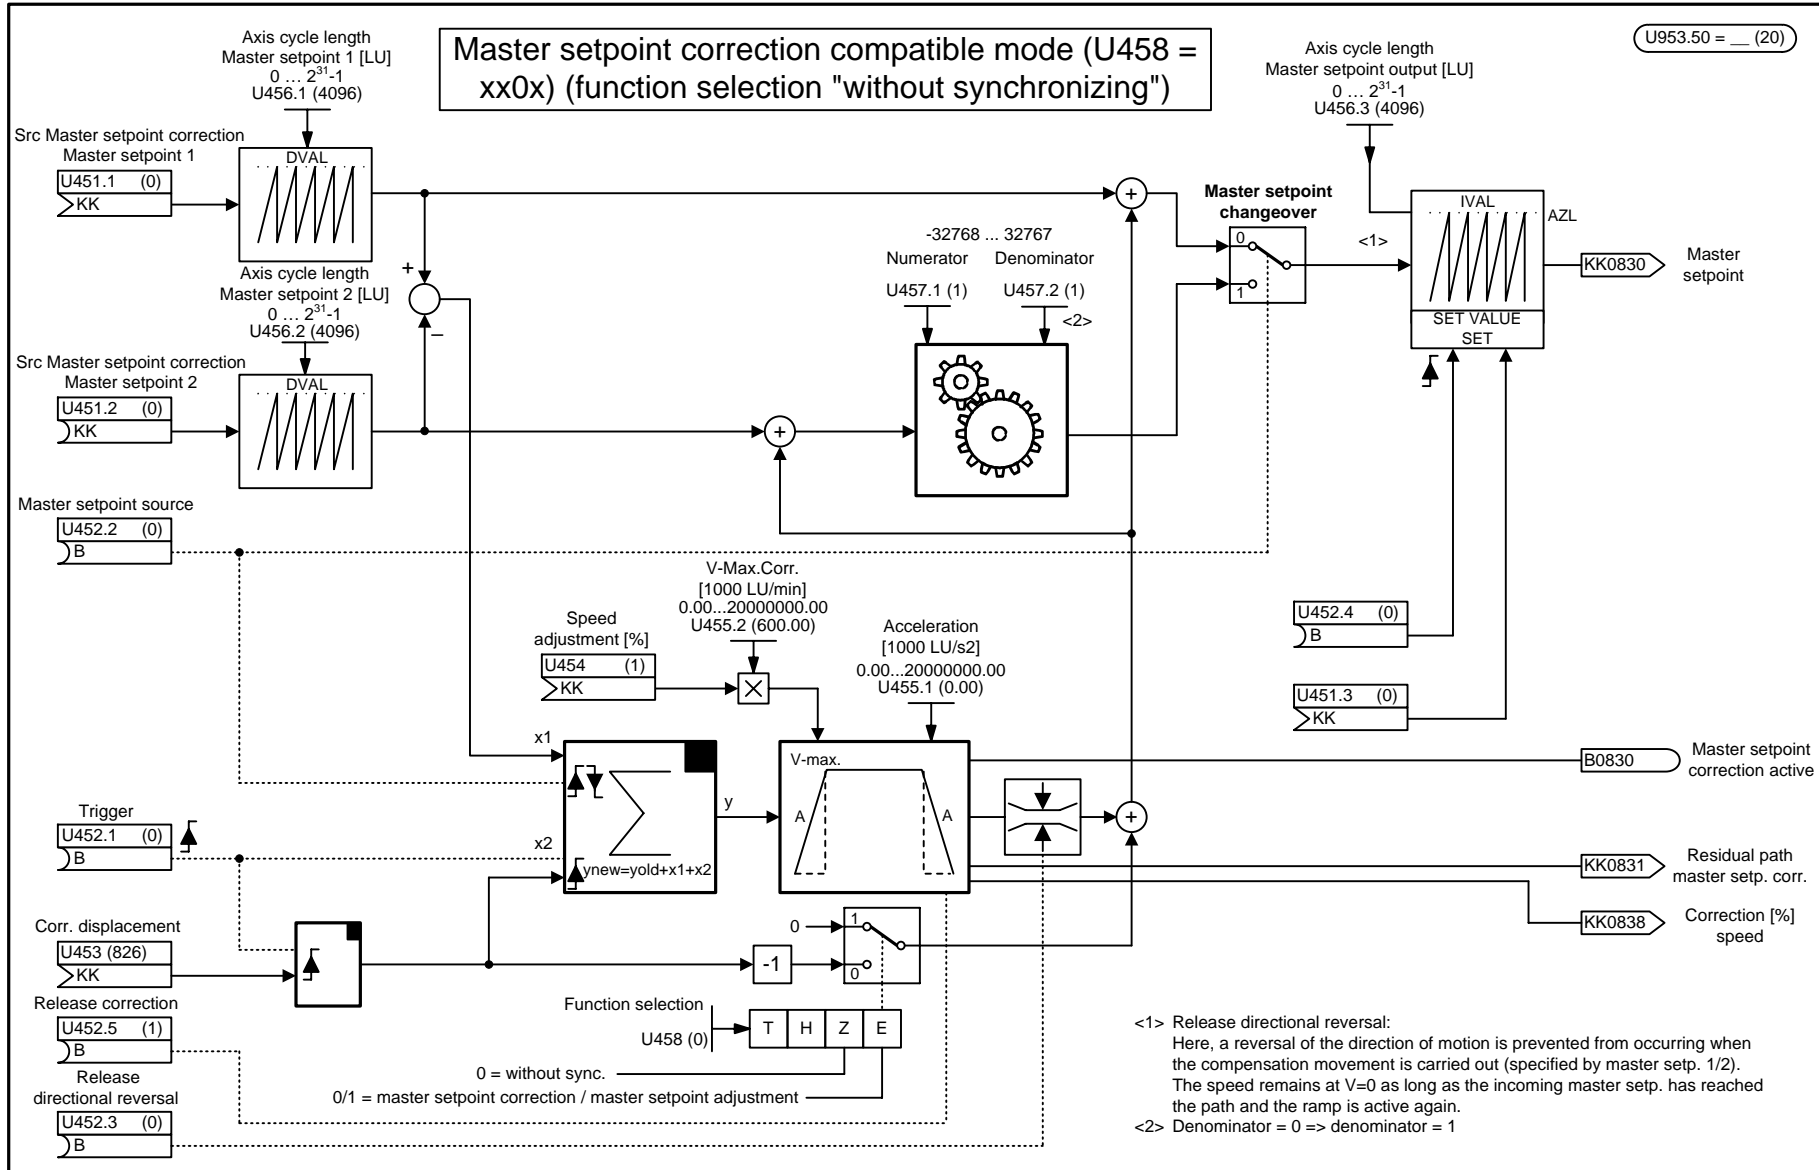 Master setpoint correction compatible mode (U458 =
xx0x) (function selection "without synchronizing")
U953.50 = __ (20)
Axis cycle length
Master setpoint 1 [LU]
0 ... 2^31-1
U456.1 (4096)
Axis cycle length
Master setpoint output [LU]
0 ... 2^31-1
U456.3 (4096)
Src Master setpoint correction
Master setpoint 1
U451.1 (0)
KK
DVAL
+
Master setpoint
changeover
0
1
<1>
IVAL
AZL
SET VALUE
SET
KK0830
Master
setpoint
-32768 ... 32767
Numerator
Denominator
U457.1 (1)
U457.2 (1)
<2>
+
–
Axis cycle length
Master setpoint 2 [LU]
0 ... 2^31-1
U456.2 (4096)
Src Master setpoint correction
Master setpoint 2
U451.2 (0)
KK
DVAL
+
Master setpoint source
U452.2 (0)
B
V-Max.Corr.
[1000 LU/min]
0.00...20000000.00
U455.2 (600.00)
Speed
adjustment [%]
U454 (1)
KK
Acceleration
[1000 LU/s2]
0.00...20000000.00
U455.1 (0.00)
U452.4 (0)
B
U451.3 (0)
KK
x1
x2
ynew=yold+x1+x2
y
V-max.
A
A
+
B0830
Master setpoint
correction active
KK0831
Residual path
master setp. corr.
KK0838
Correction [%]
speed
Trigger
U452.1 (0)
B
Corr. displacement
U453 (826)
KK
0
1
0
-1
Release correction
U452.5 (1)
B
Function selection
U458 (0)
T
H
Z
E
0 = without sync.
0/1 = master setpoint correction / master setpoint adjustment
Release
directional reversal
U452.3 (0)
B
<1> Release directional reversal:
Here, a reversal of the direction of motion is prevented from occurring when
the compensation movement is carried out (specified by master setp. 1/2).
The speed remains at V=0 as long as the incoming master setp. has reached
the path and the ramp is active again.
<2> Denominator = 0 => denominator = 1